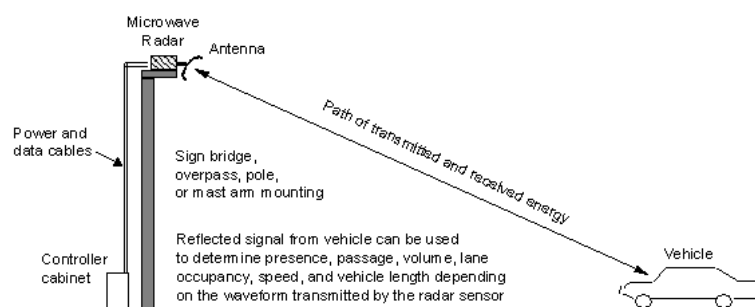 Microwave
Radar
Antenna
Path of transmitted and received energy
Power and
data cables
Sign bridge,
overpass, pole,
or mast arm mounting
Reflected signal from vehicle can be used
to determine presence, passage, volume, lane
occupancy, speed, and vehicle length depending
on the waveform transmitted by the radar sensor
Controller
cabinet
Vehicle